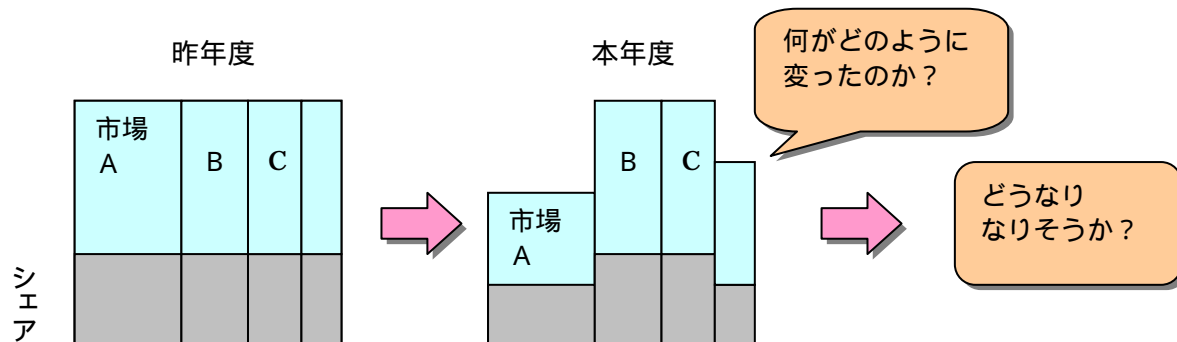 昨年度
本年度
何がどのように
変ったのか？
市場
A
B
C
B
C
市場
A
どうなり
なりそうか？
シェア